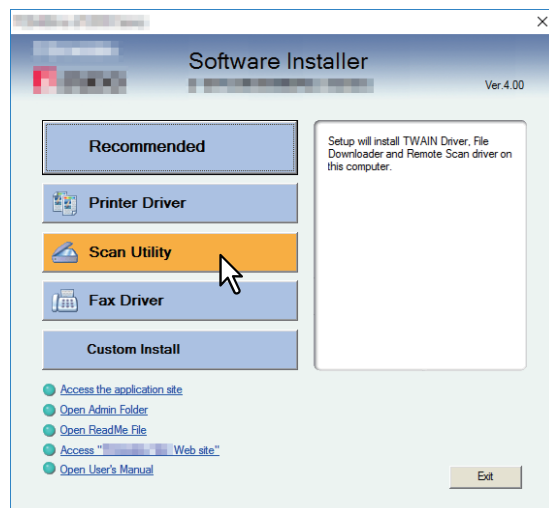 Software Installer
Ver.4.00
Recommended
Setup will install TWAIN Driver, File
Downloader and Remote Scan driver on
this computer.
Printer Driver
Scan Utility
Fax Driver
Custom Install
Access the application site
Open Admin Folder
Open ReadMe File
Access " Web site"
Open User's Manual
Exit